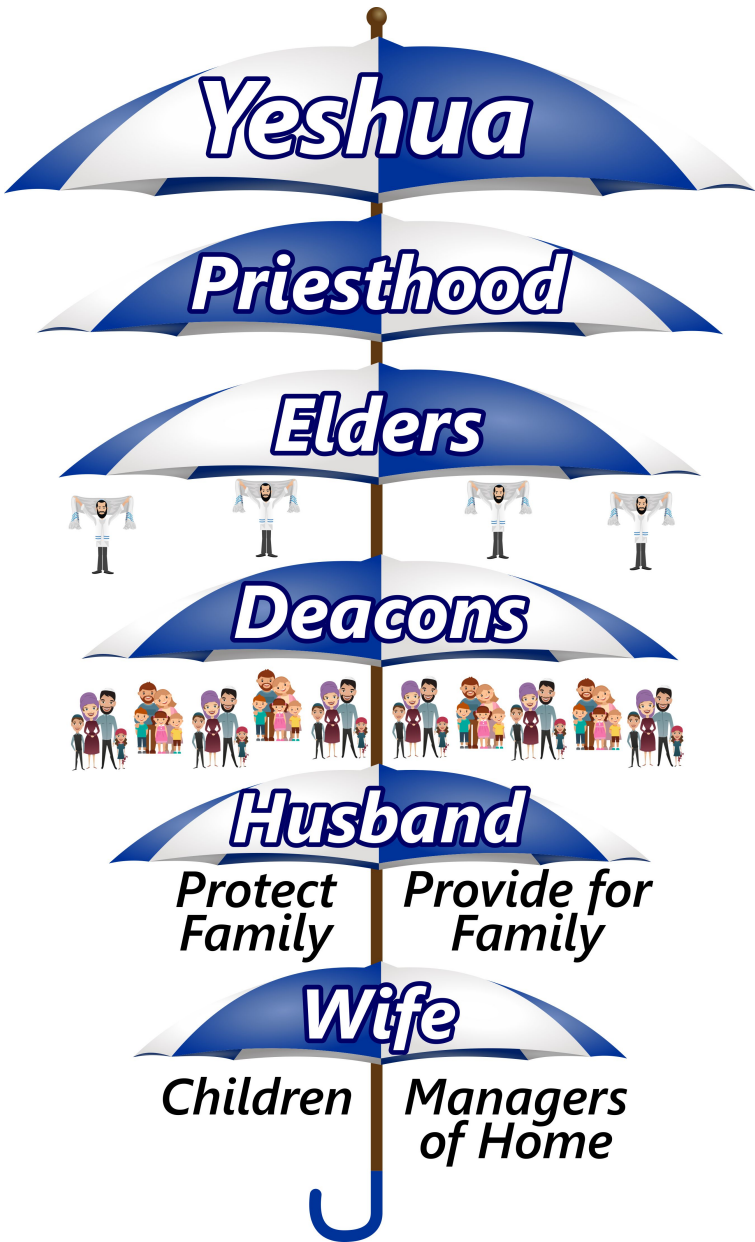 Yeshua
Priesthood
Elders
Deacons
Husband
Protect
Family
Provide for
Family
Wife
Children
Managers
of Home